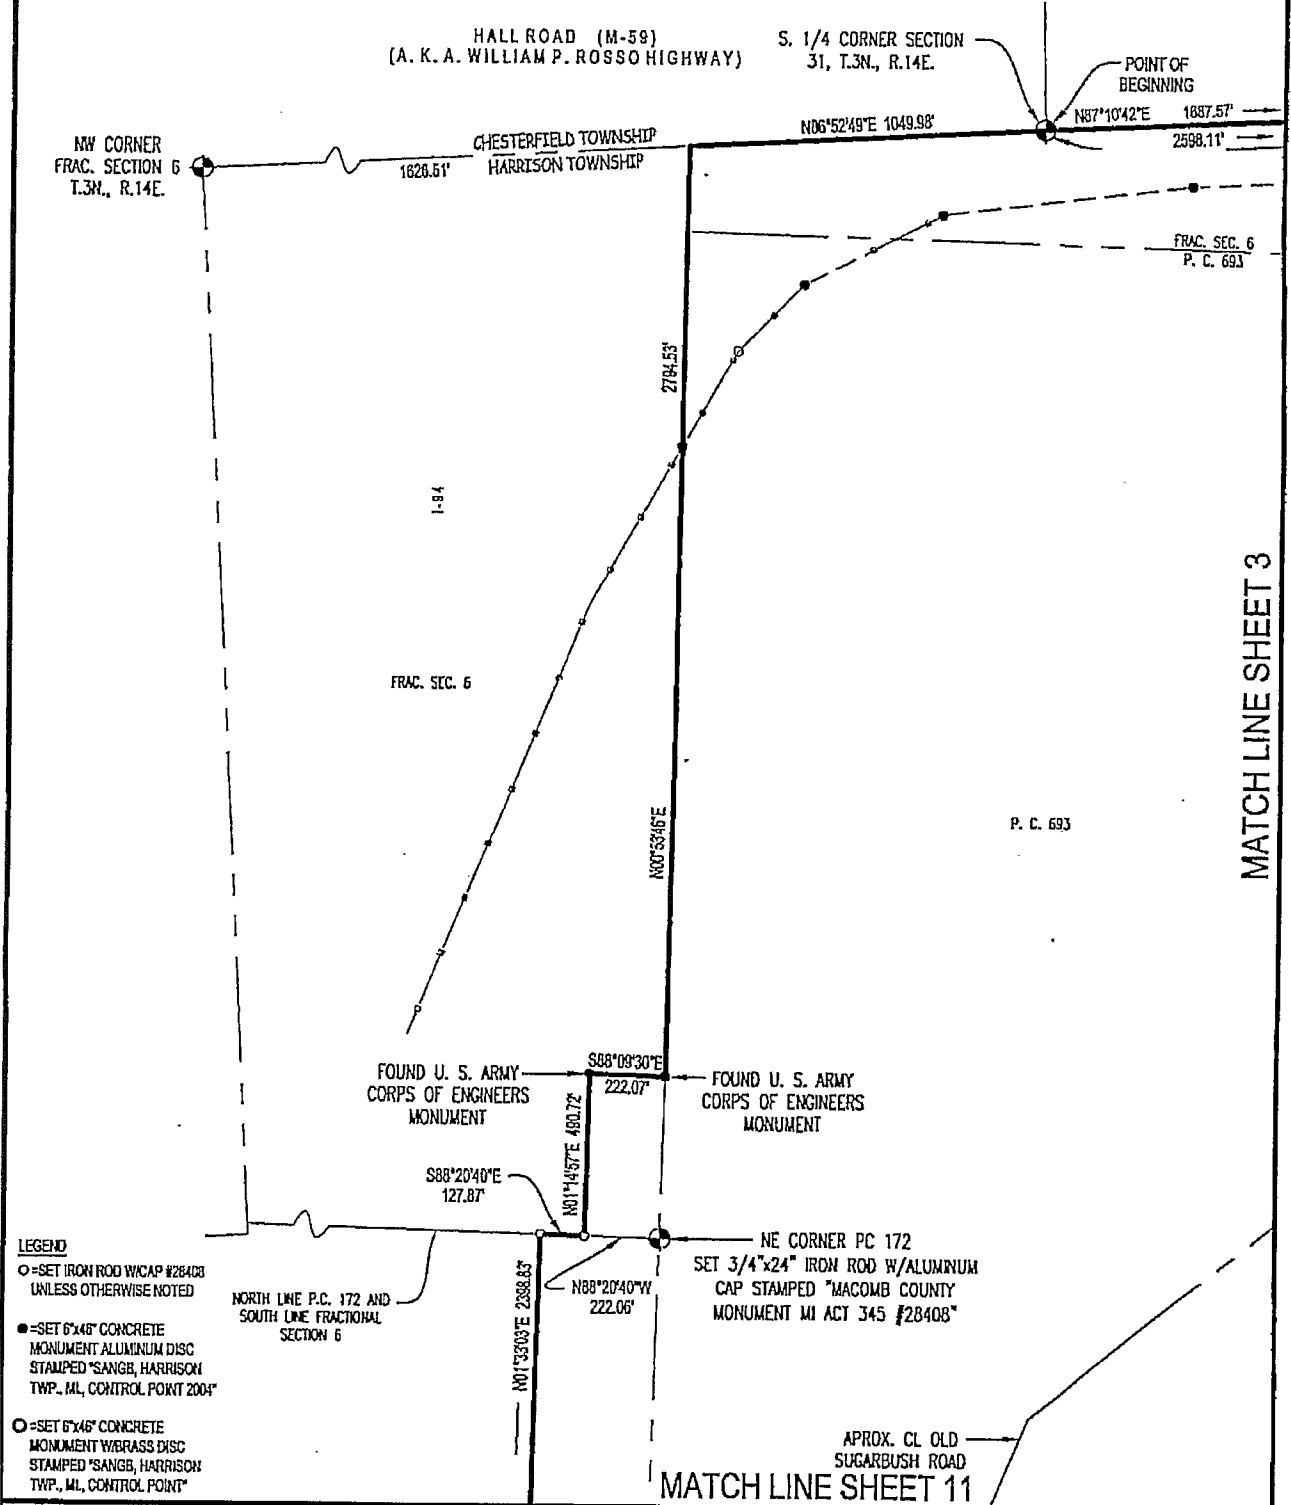 HALL ROAD (M-59)
(A. K. A. WILLIAM P. ROSSO HIGHWAY)
S. 1/4 CORNER SECTION
31, T.3N., R.14E.
POINT OF
BEGINNING
NW CORNER
FRAC. SECTION 6
T.3N., R.14E.
CHESTERFIELD TOWNSHIP
HARRISON TOWNSHIP
1626.51'
N86°52'49"E 1049.98'
N87°10'42"E 1887.57'
2598.11'
FRAC. SEC. 6
P. C. 693
2794.53'
I-94
FRAC. SEC. 6
N00°53'46"E
P. C. 693
MATCH LINE SHEET 3
FOUND U. S. ARMY
CORPS OF ENGINEERS
MONUMENT
S88°09'30"E
222.07'
FOUND U. S. ARMY
CORPS OF ENGINEERS
MONUMENT
N01°14'57"E 490.72'
S88°20'40"E
127.87'
NE CORNER PC 172
SET 3/4"x24" IRON ROD W/ALUMINUM
CAP STAMPED "MACOMB COUNTY
MONUMENT MI ACT 345 #28408"
N88°20'40"W
222.06'
N01°33'03"E 2398.83'
NORTH LINE P.C. 172 AND
SOUTH LINE FRACTIONAL
SECTION 6
LEGEND
=SET IRON ROD W/CAP #28408
UNLESS OTHERWISE NOTED
=SET 6"x48" CONCRETE
MONUMENT ALUMINUM DISC
STAMPED "SANGB, HARRISON
TWP., MI., CONTROL POINT 2004"
=SET 6"x48" CONCRETE
MONUMENT W/BRASS DISC
STAMPED "SANGB, HARRISON
TWP., MI., CONTROL POINT"
APROX. CL OLD
SUGARBUSH ROAD
MATCH LINE SHEET 11